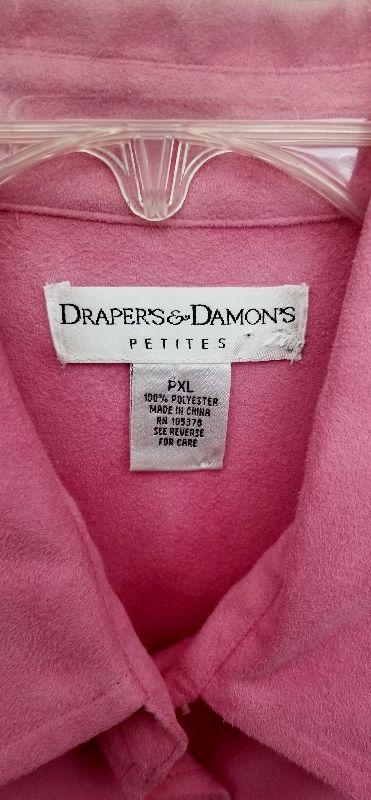 DRAPER'S & DAMON'S
PETITES
PXL
100% POLYESTER
MADE IN CHINA
RN 105378
SEE REVERSE
FOR CARE